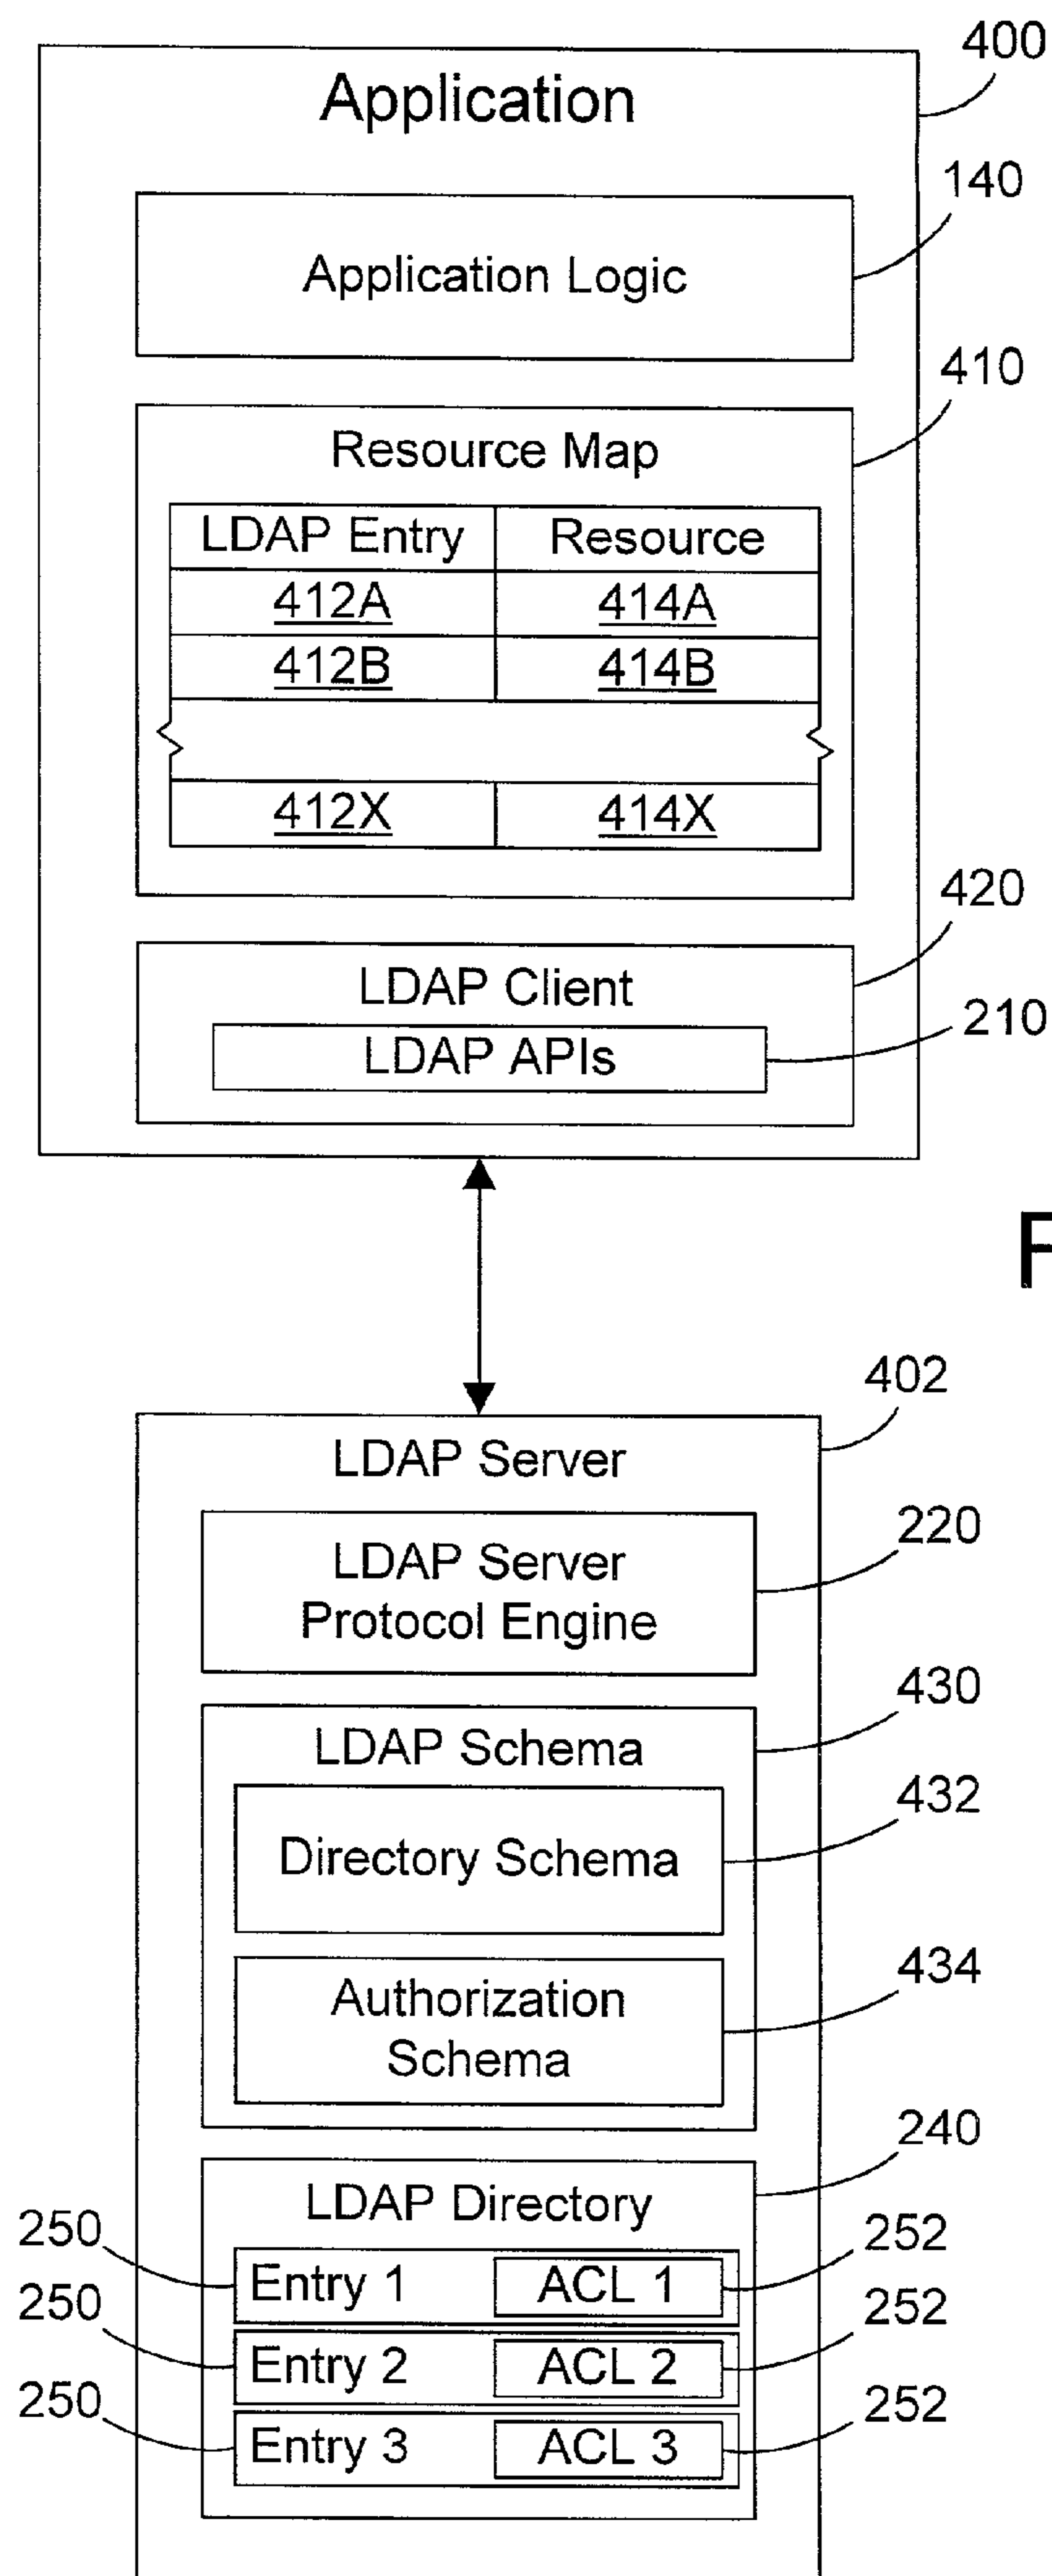 400
Application
140
Application Logic
410
Resource Map
LDAP Entry Resource
412A 414A
412B 414B
412X 414X
420
LDAP Client
210
LDAP APIs
F
402
LDAP Server
220
LDAP Server
Protocol Engine
430
LDAP Schema
432
Directory Schema
434
Authorization
Schema
240
LDAP Directory
250 Entry 1 ACL 1 252
250 Entry 2 ACL 2 252
250 Entry 3 ACL 3 252